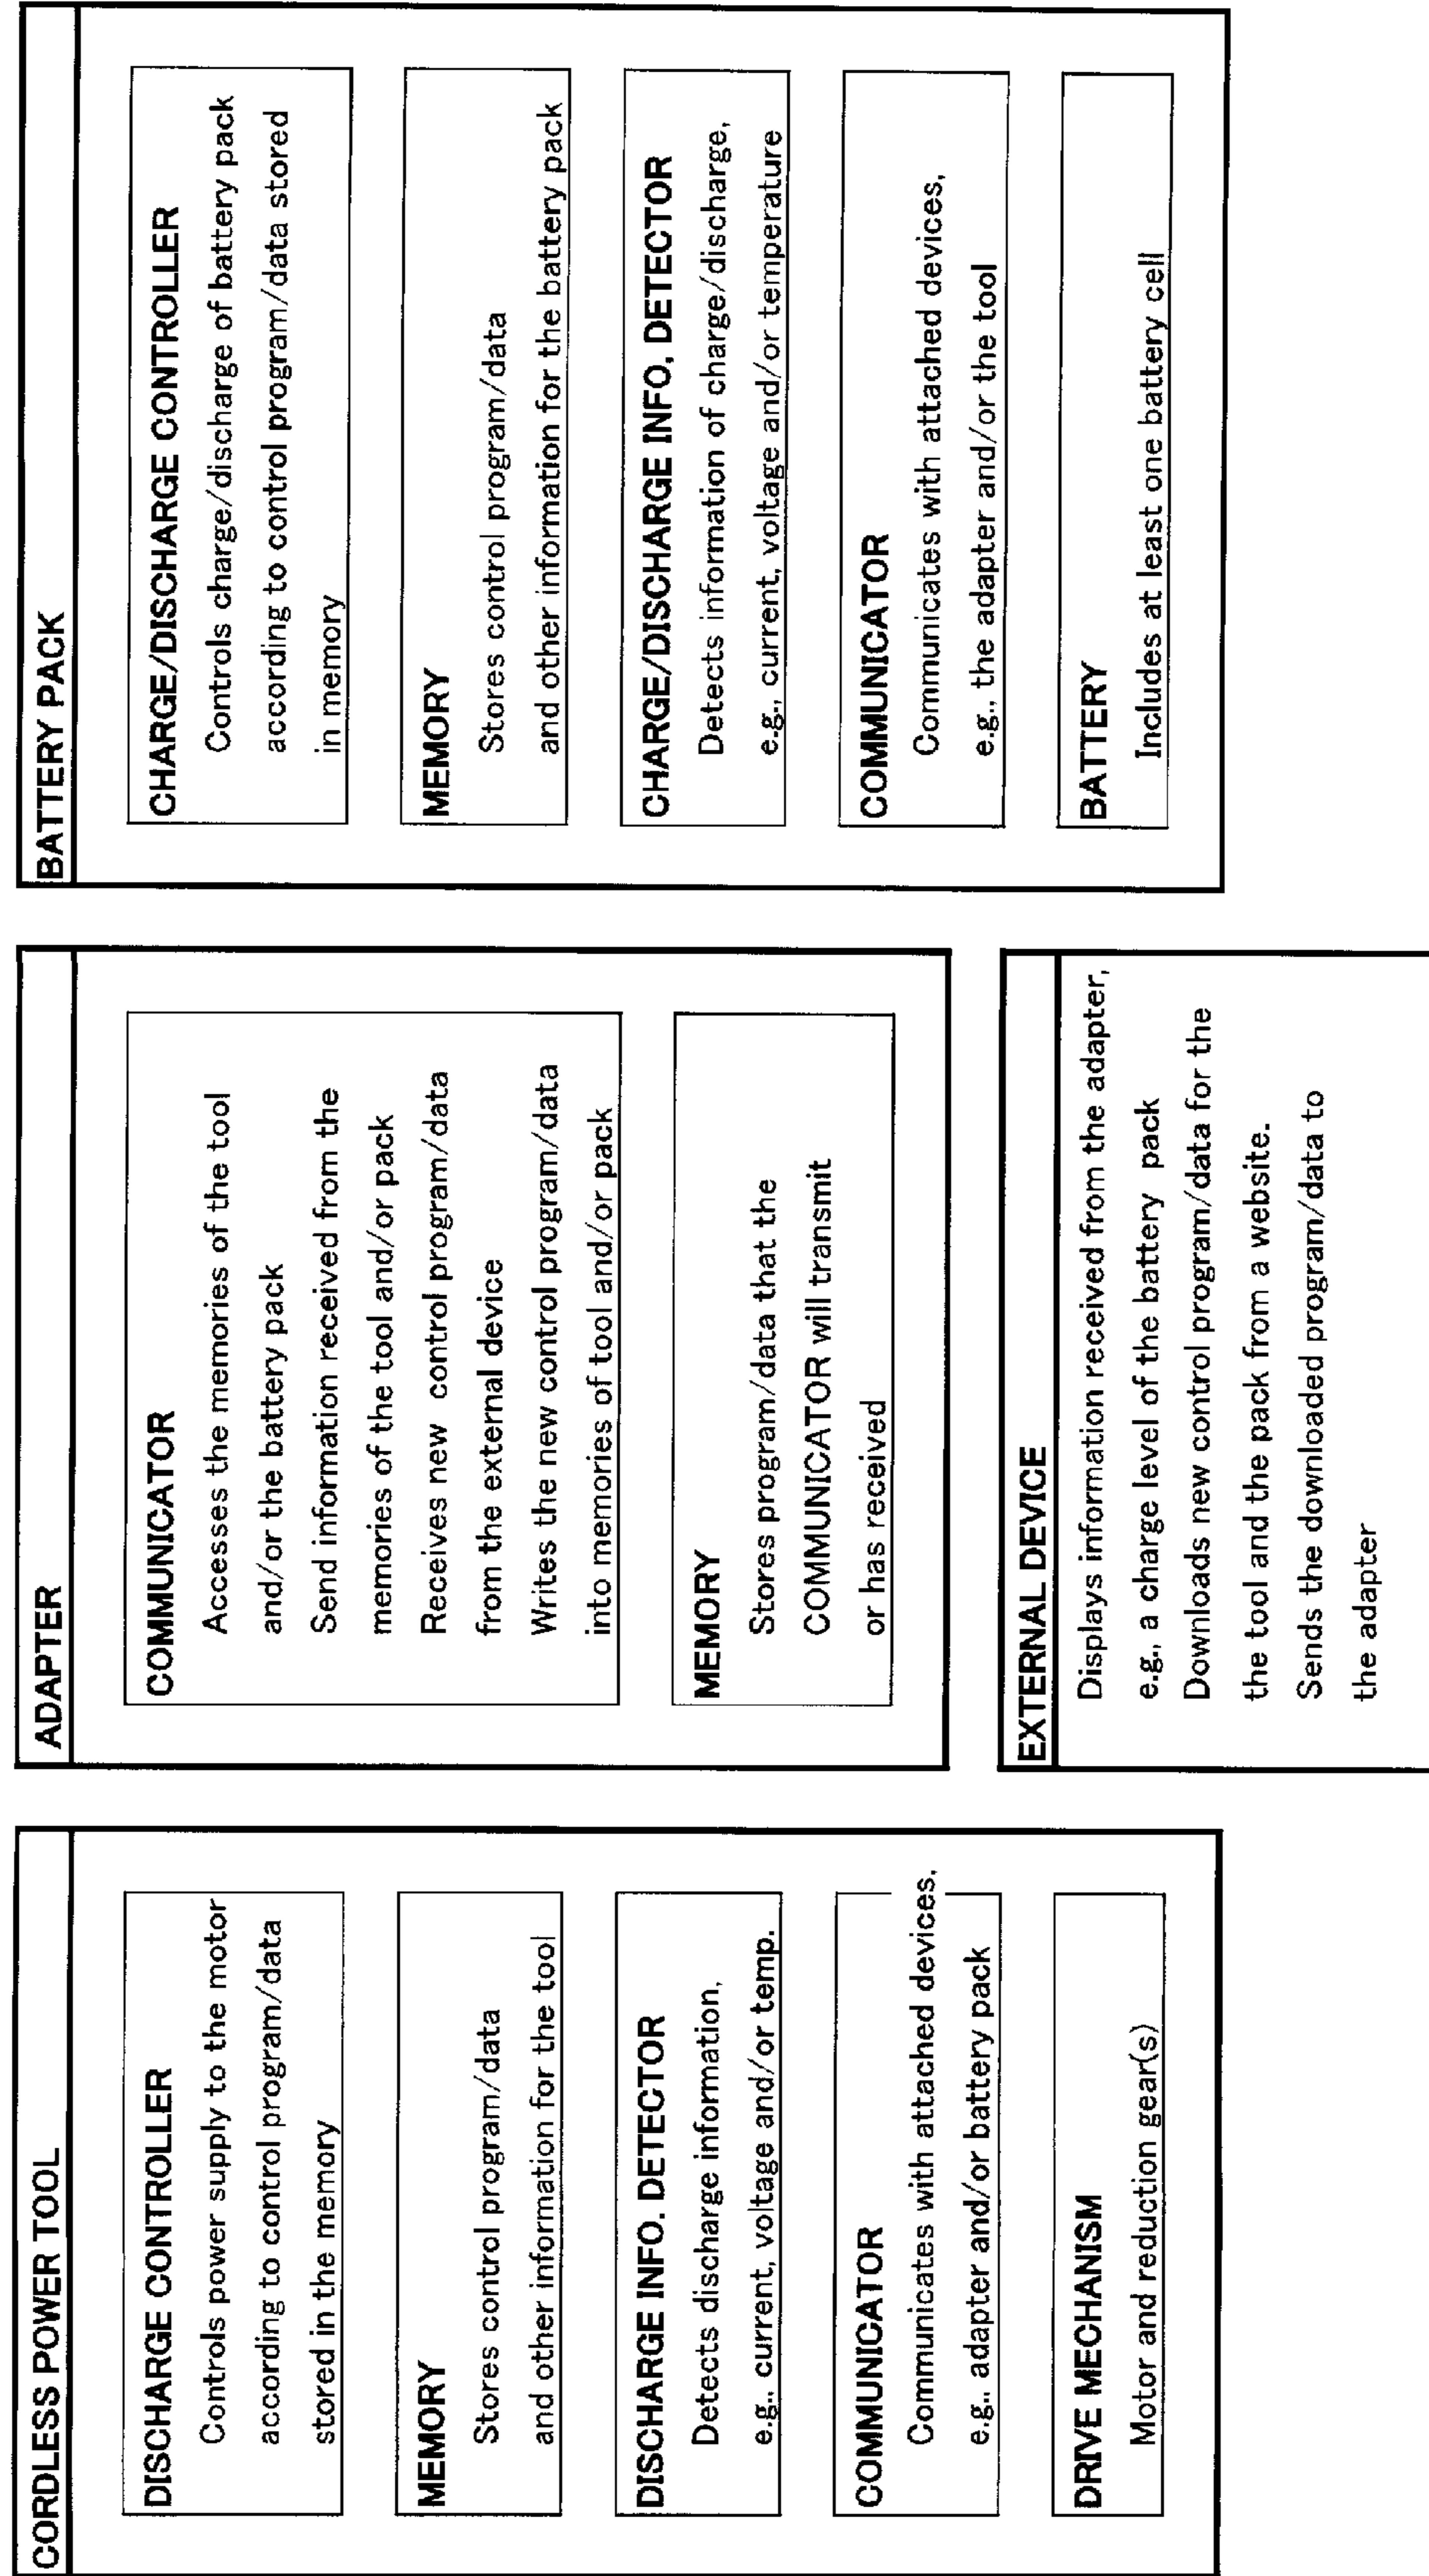 CORDLESS POWER TOOL
DISCHARGE CONTROLLER
Controls power supply to the motor
according to control program/data
stored in the memory
MEMORY
Stores control program/data
and other information for the tool
DISCHARGE INFO. DETECTOR
Detects discharge information,
e.g., current, voltage and/or temp.
COMMUNICATOR
Communicates with attached devices,
e.g., adapter and/or battery pack
DRIVE MECHANISM
Motor and reduction gear(s)
ADAPTER
COMMUNICATOR
Accesses the memories of the tool
and/or the battery pack
Send information received from the
memories of the tool and/or pack
Receives new control program/data
from the external device
Writes the new control program/data
into memories of tool and/or pack
MEMORY
Stores program/data that the
COMMUNICATOR will transmit
or has received
EXTERNAL DEVICE
Displays information received from the adapter,
e.g., a charge level of the battery pack
Downloads new control program/data for the
the tool and the pack from a website.
Sends the downloaded program/data to
the adapter
BATTERY PACK
CHARGE/DISCHARGE CONTROLLER
Controls charge/discharge of battery pack
according to control program/data stored
in memory
MEMORY
Stores control program/data
and other information for the battery pack
CHARGE/DISCHARGE INFO, DETECTOR
Detects information of charge/discharge,
e.g., current, voltage and/or temperature
COMMUNICATOR
Communicates with attached devices,
e.g., the adapter and/or the tool
BATTERY
Includes at least one battery cell